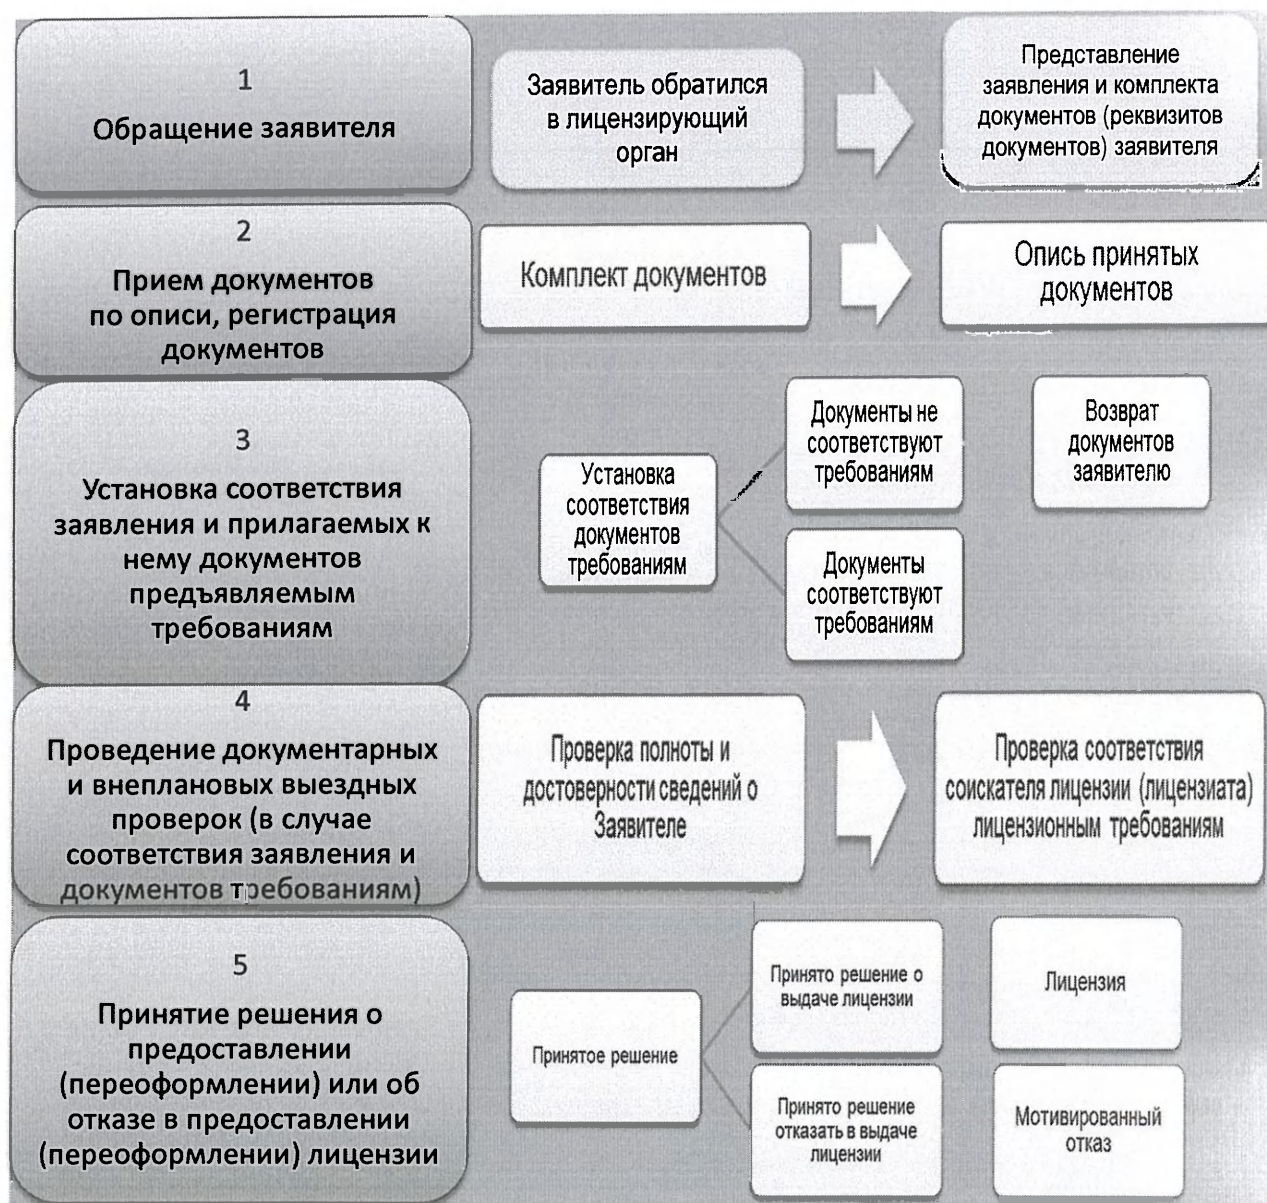 1
Обращение заявителя
Заявитель обратился
в лицензирующий
орган
Представление
заявления и комплекта
документов (реквизитов
документов) заявителя
2
Прием документов
по описи, регистрация
документов
Комплект документов
Опись принятых
документов
3
Установка соответствия
заявления и прилагаемых к
нему документов
предъявляемым
требованиям
Установка
соответствия
документов
требованиям
Документы не
соответствуют
требованиям
Возврат
документов
заявителю
Документы
соответствуют
требованиям
4
Проведение документарных
и внеплановых выездных
проверок (в случае
соответствия заявления и
документов требованиям)
Проверка полноты и
достоверности сведений о
Заявителе
Проверка соответствия
соискателя лицензии (лицензиата)
лицензионным требованиям
5
Принятие решения о
предоставлении
(переоформлении) или об
отказе в предоставлении
(переоформлении) лицензии
Принятое решение
Принято решение о
выдаче лицензии
Лицензия
Принято решение
отказать в выдаче
лицензии
Мотивированный
отказ